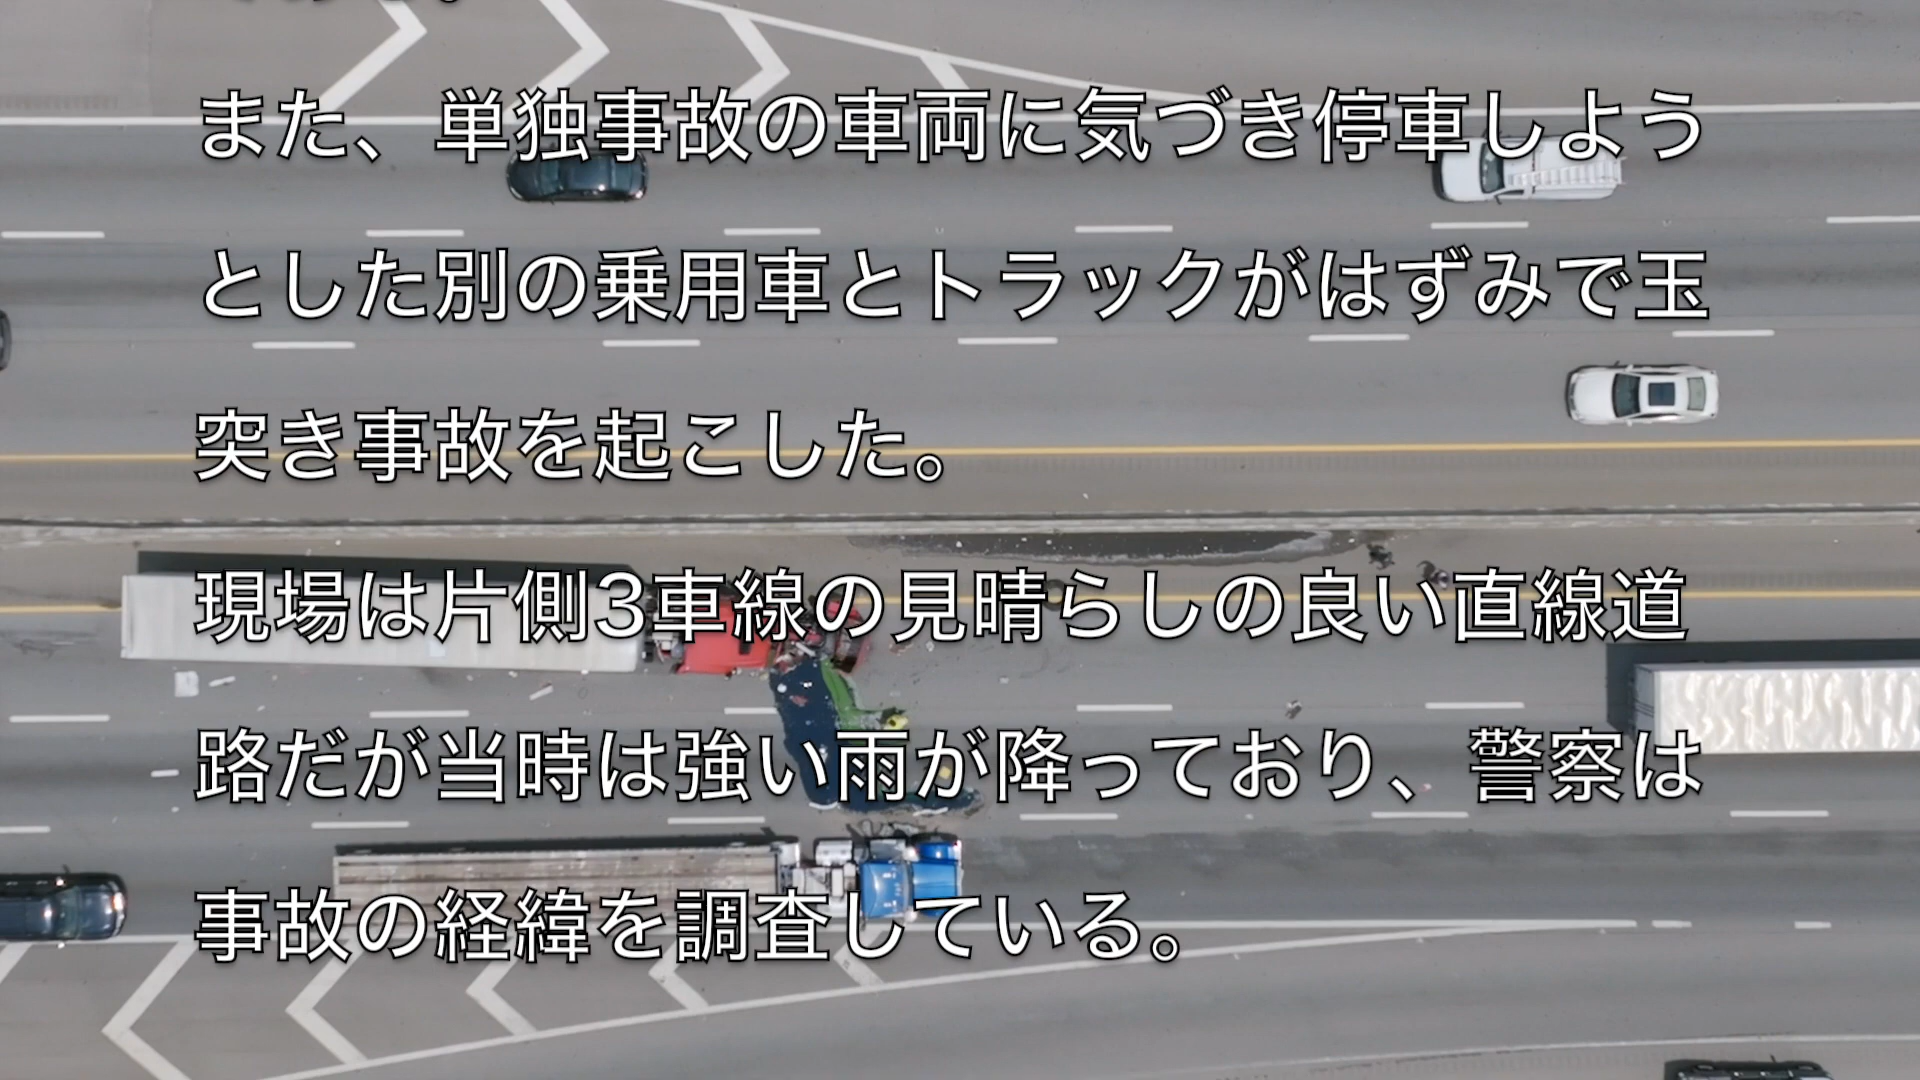 また、単独事故の車両に気づき停車しよう
とした別の乗用車とトラックがはずみで玉
突き事故を起こした。
現場は片側3車線の見晴らしの良い直線道
路だが当時は強い雨が降っており、警察は
事故の経緯を調査している。